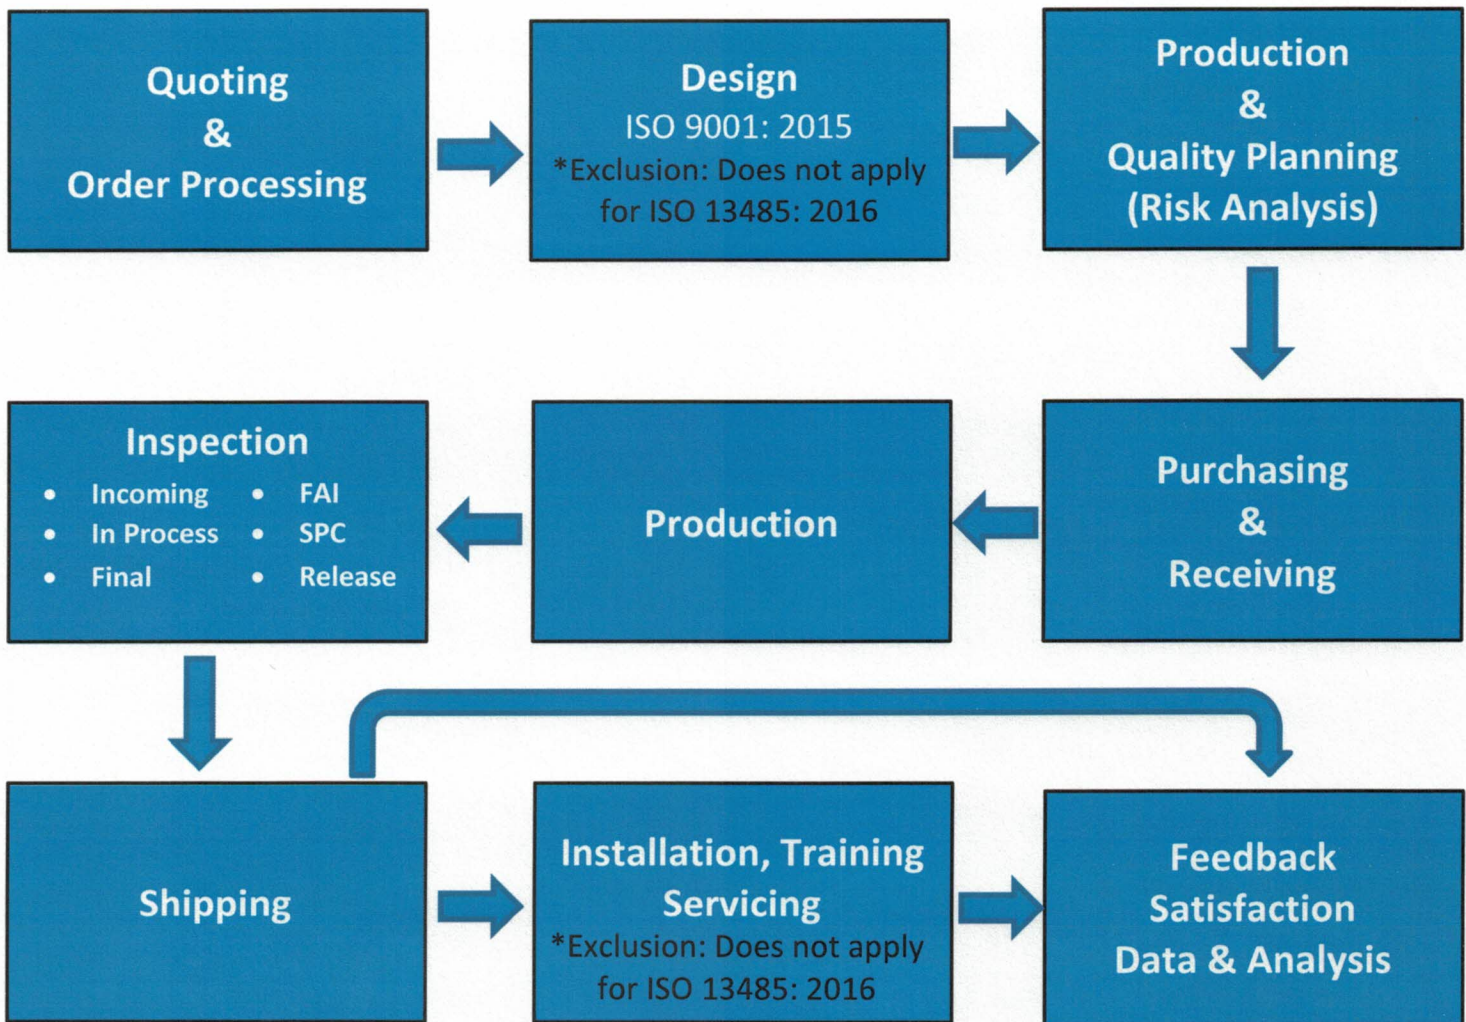 Quoting
&
Order Processing
Design
ISO 9001: 2015
*Exclusion: Does not apply
for ISO 13485: 2016
Production
&
Quality Planning
(Risk Analysis)
Inspection
• Incoming • FAI
• In Process • SPC
• Final • Release
Production
Purchasing
&
Receiving
Shipping
Installation, Training
Servicing
*Exclusion: Does not apply
for ISO 13485: 2016
Feedback
Satisfaction
Data & Analysis